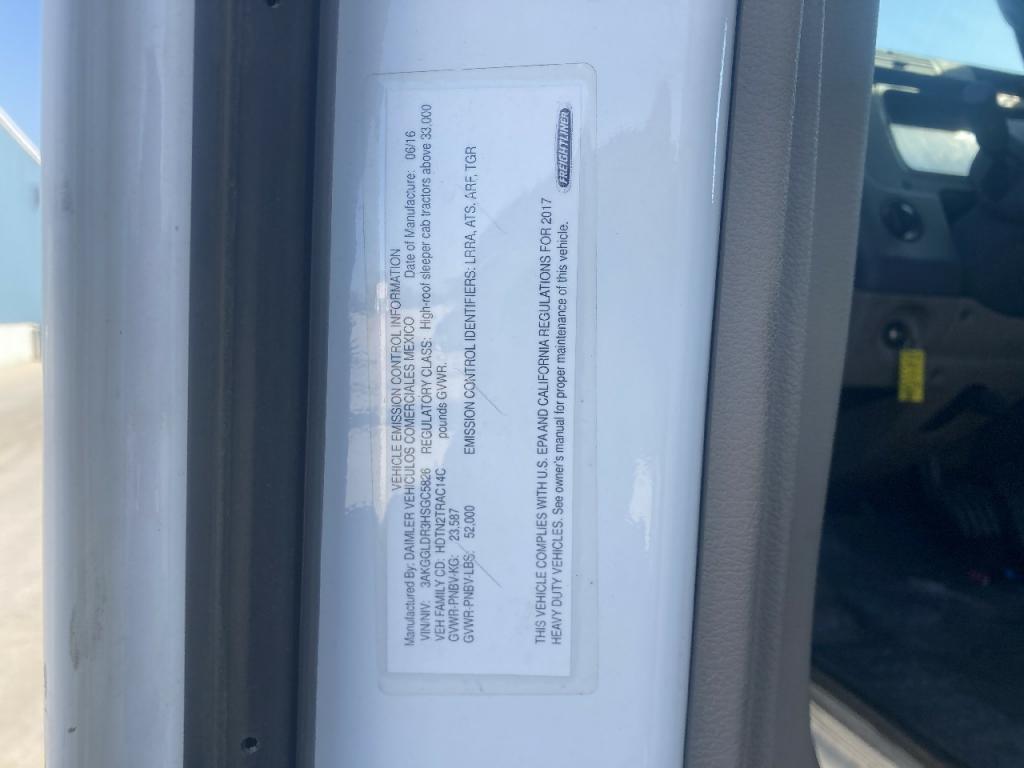 VEHICLE EMISSION CONTROL INFORMATION
Manufactured By: DAIMLER VEHICULOS COMERCIALES MEXICO Date of Manufacture: 06/16
VIN/NIV: 3AKGGLDR3HSGC5826 REGULATORY CLASS: High-roof sleeper cab tractors above 33,000
VEH FAMILY CD: HDTN2TRAC14C pounds GVWR.
GVWR-PNBV-KG: 23,587
GVWR-PNBV-LBS: 52,000 EMISSION CONTROL IDENTIFIERS: LRRA, ATS, ARF, TGR
THIS VEHICLE COMPLIES WITH U.S. EPA AND CALIFORNIA REGULATIONS FOR 2017
HEAVY DUTY VEHICLES. See owner's manual for proper maintenance of this vehicle.
FREIGHTLINER